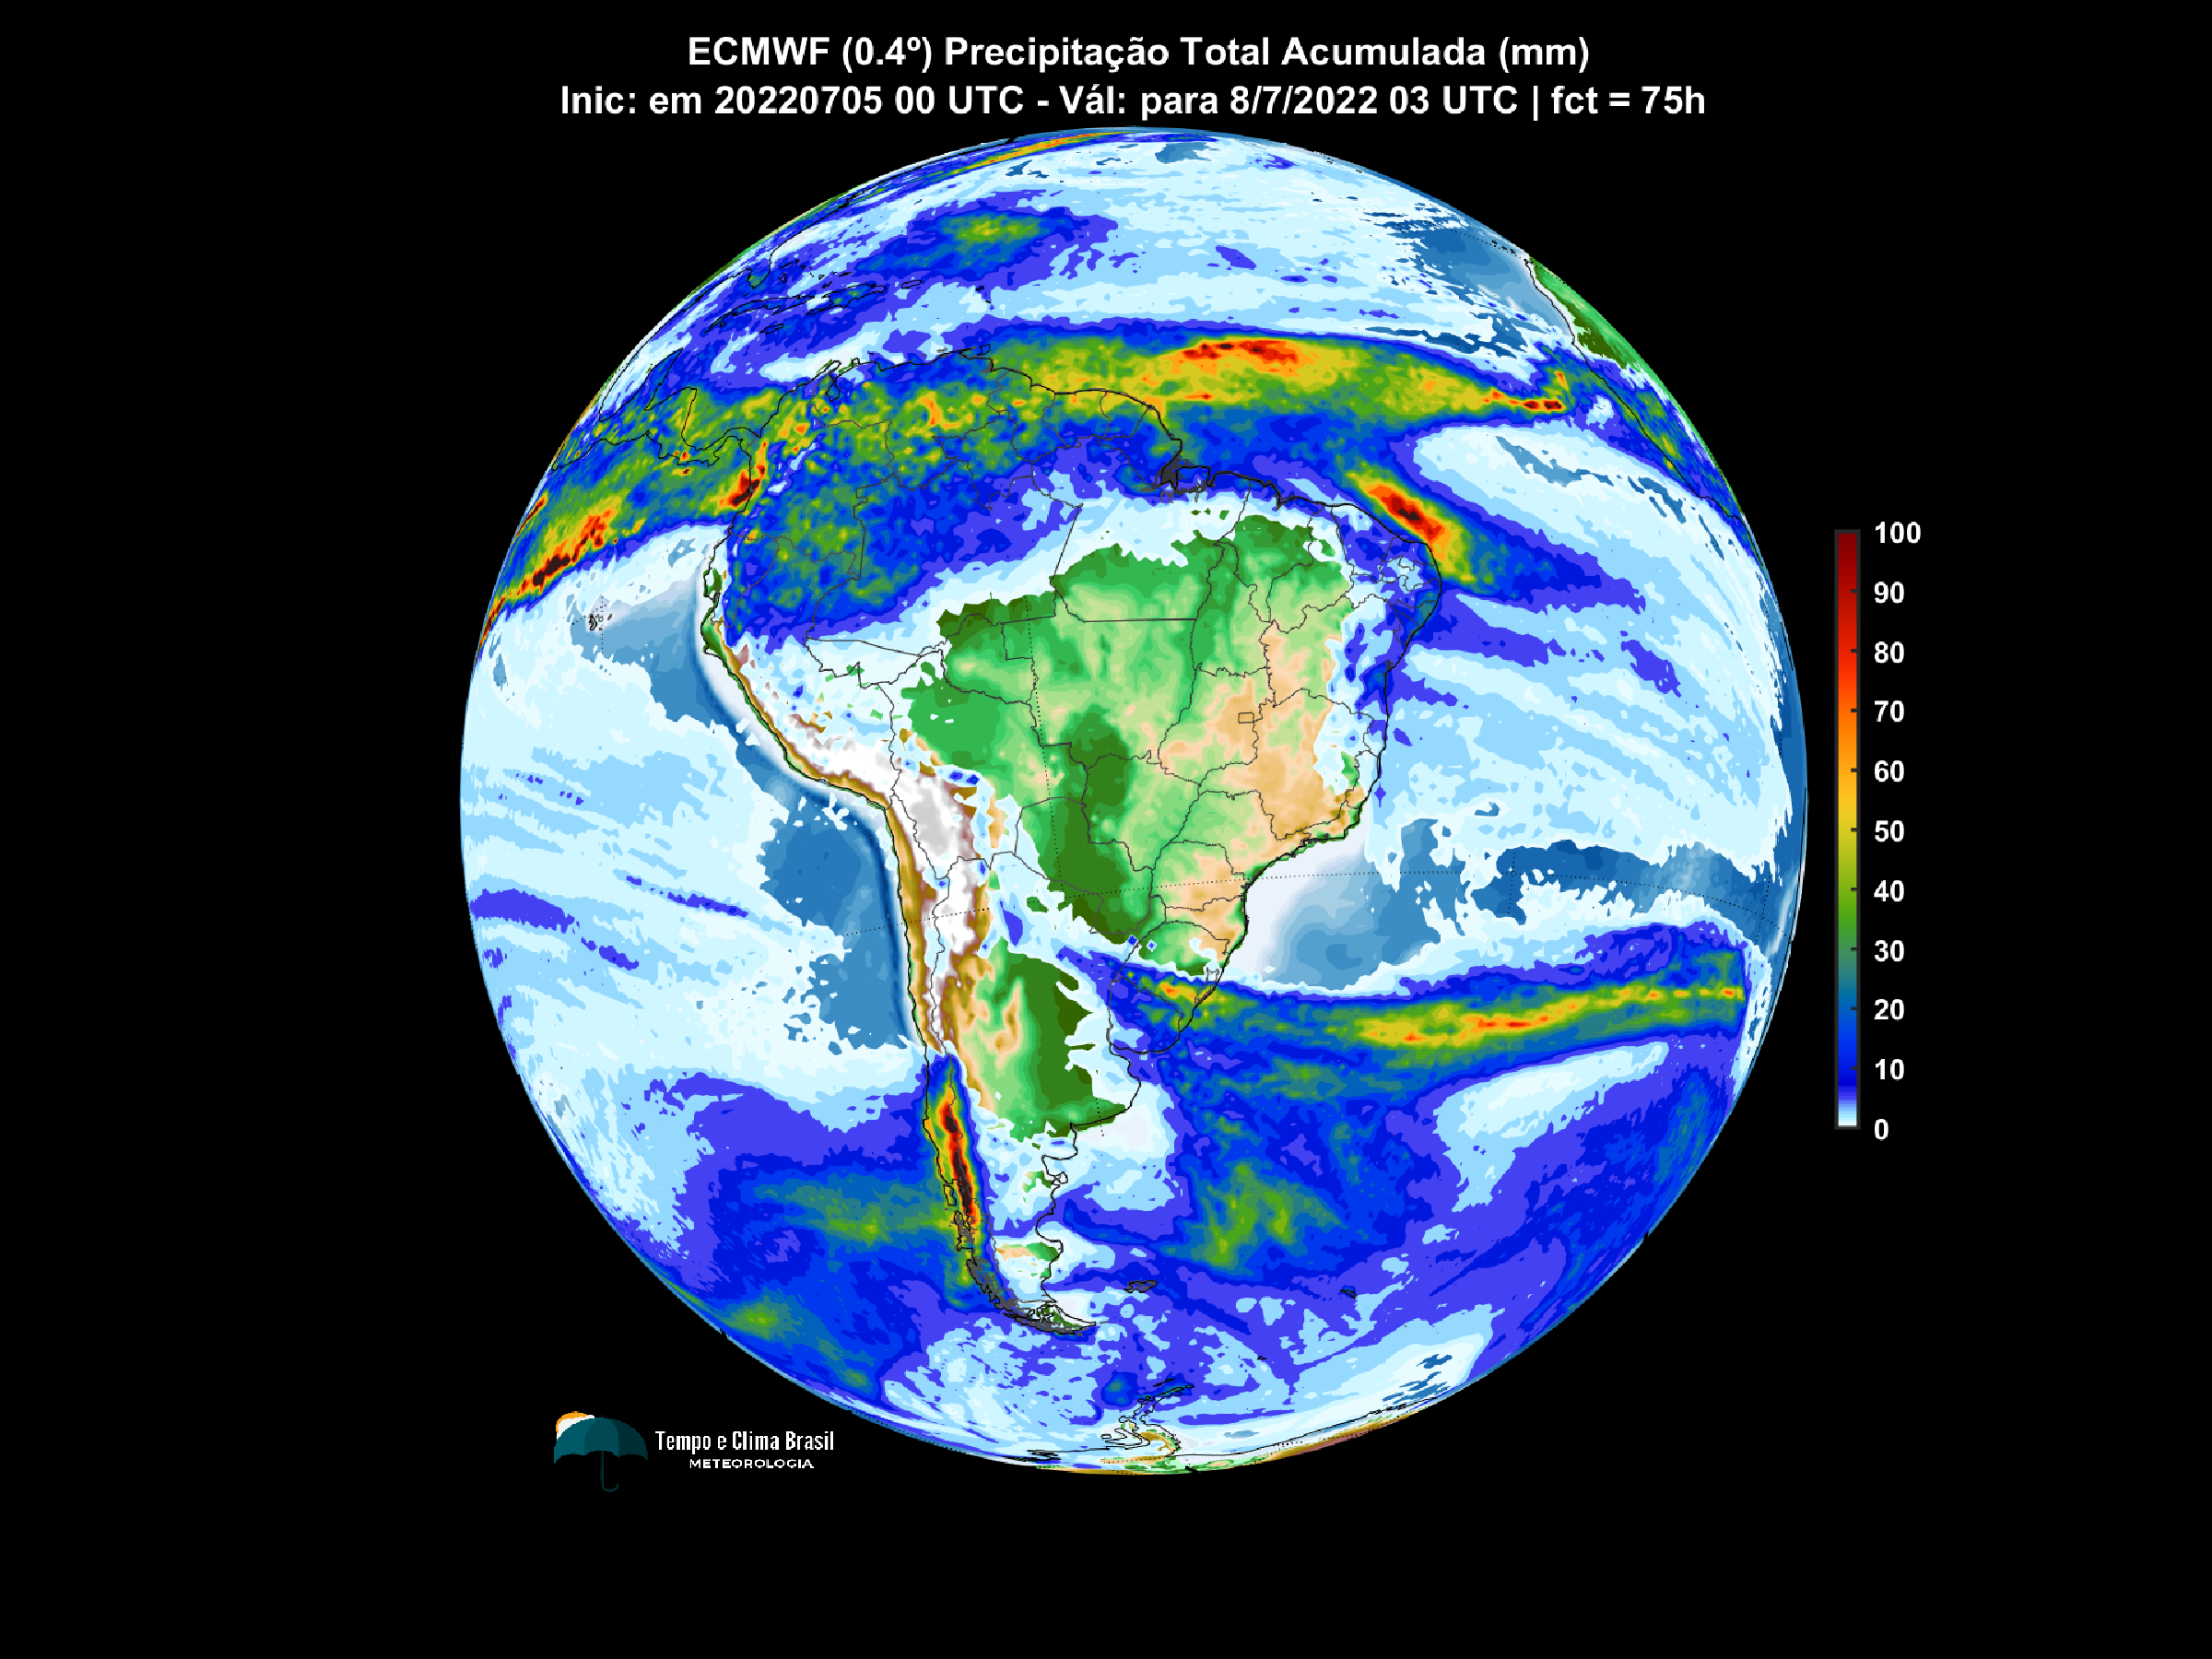 ECMWF (0.4º) Precipitação Total Acumulada (mm)
Inic: em 20220705 00 UTC - Vál: para 8/7/2022 03 UTC | fct = 75h
100
90
80
70
60
50
40
30
20
10
0
Tempo e Clima Brasil
METEOROLOGIA